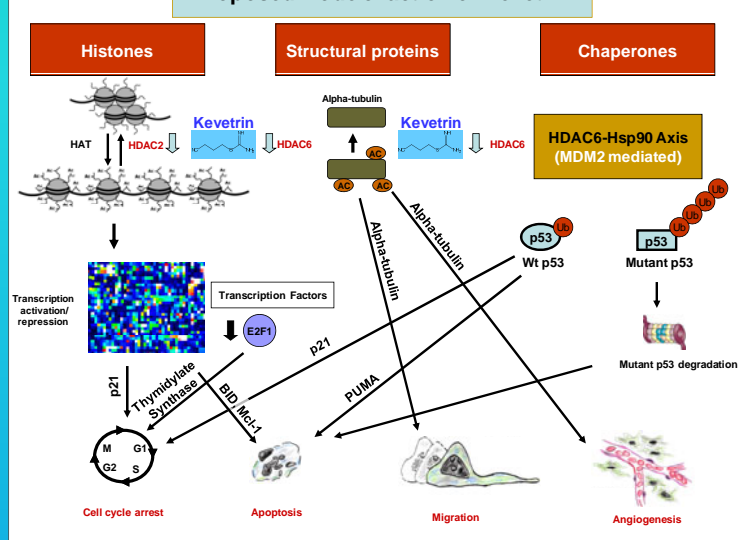 Histones
Structural proteins
Chaperones
Alpha-tubulin
Kevetrin
Kevetrin
HAT
HDAC2
HDAC6
HDAC6
HDAC6-Hsp90 Axis
(MDM2 mediated)
AC
AC
AC
Ub
Ub
Ub
Ub
Ub
p53
p53
Wt p53
Mutant p53
Alpha-tubulin
Alpha-tubulin
Transcription
activation/
repression
Transcription Factors
E2F1
p21
Mutant p53 degradation
p21
Thymidylate
Synthase
BID, Mcl-1
PUMA
M
G1
G2
S
Cell cycle arrest
Apoptosis
Migration
Angiogenesis